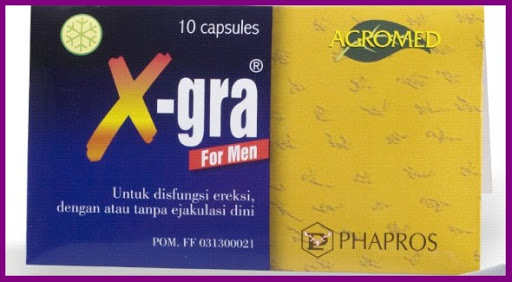 10 capsules
X-gra®
For Men
Untuk disfungsi ereksi,
dengan atau tanpa ejakulasi dini
POM. FF 031300021
AGROMED
PHAPROS